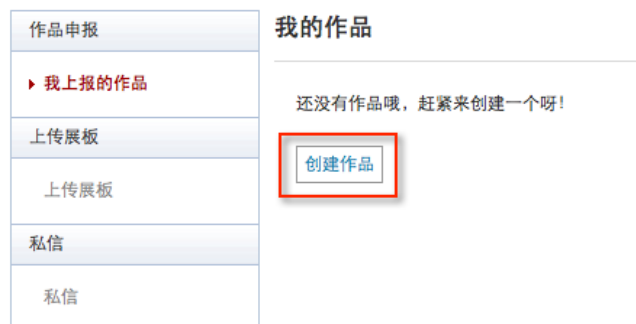 作品申报
我上报的作品
上传展板
上传展板
私信
私信
我的作品
还没有作品哦，赶紧来创建一个呀！
创建作品